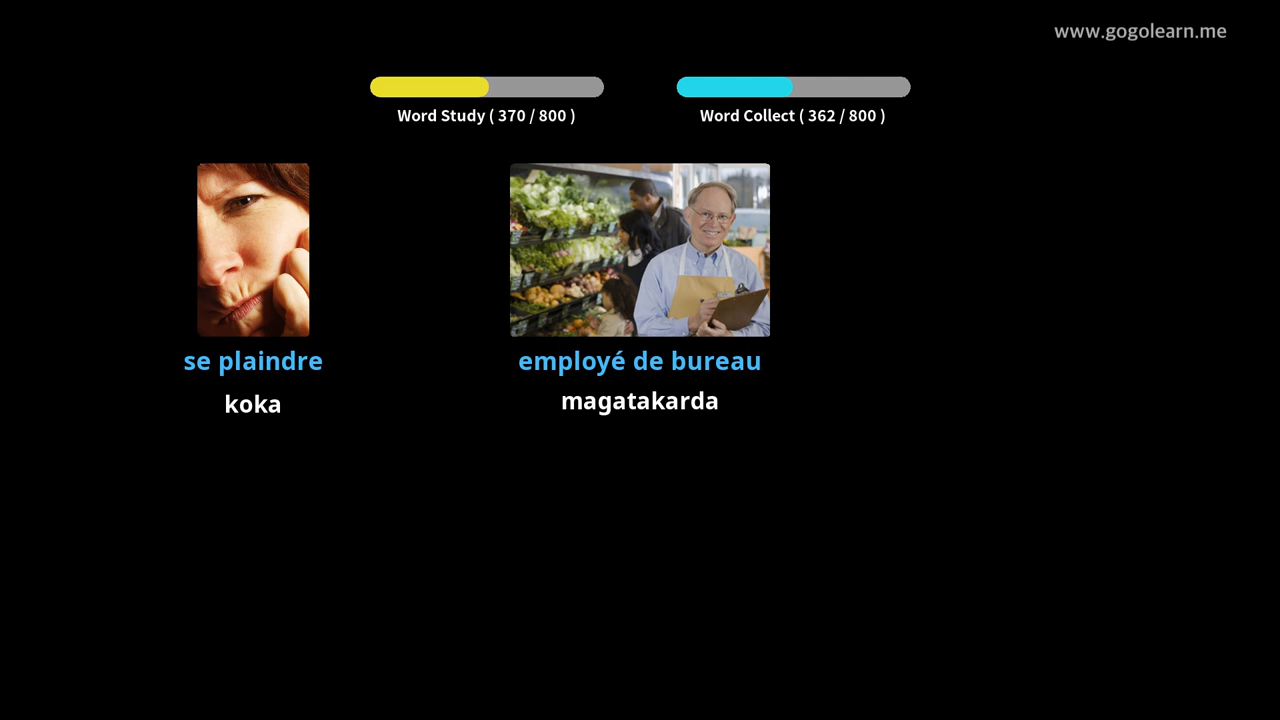 www.gogolearn.me
Word Study ( 370 / 800 )
Word Collect ( 362 / 800 )
se plaindre
koka
employé de bureau
magatakarda